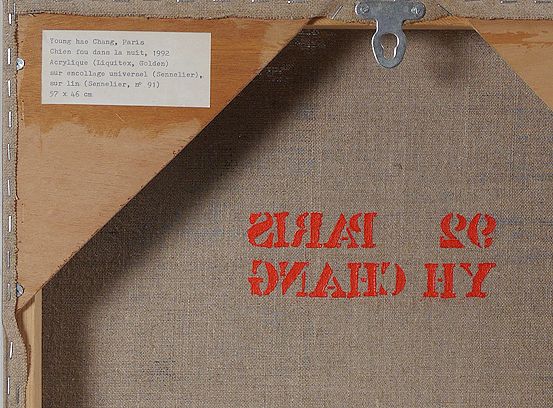 Young hae Chang, Paris
Chien fou dans la nuit, 1992
Acrylique (Liquitex, Golden)
sur encollage universel (Sennelier),
sur lin (Sennelier, nº 91)
57 x 46 cm
92 PARIS
YH CHANG